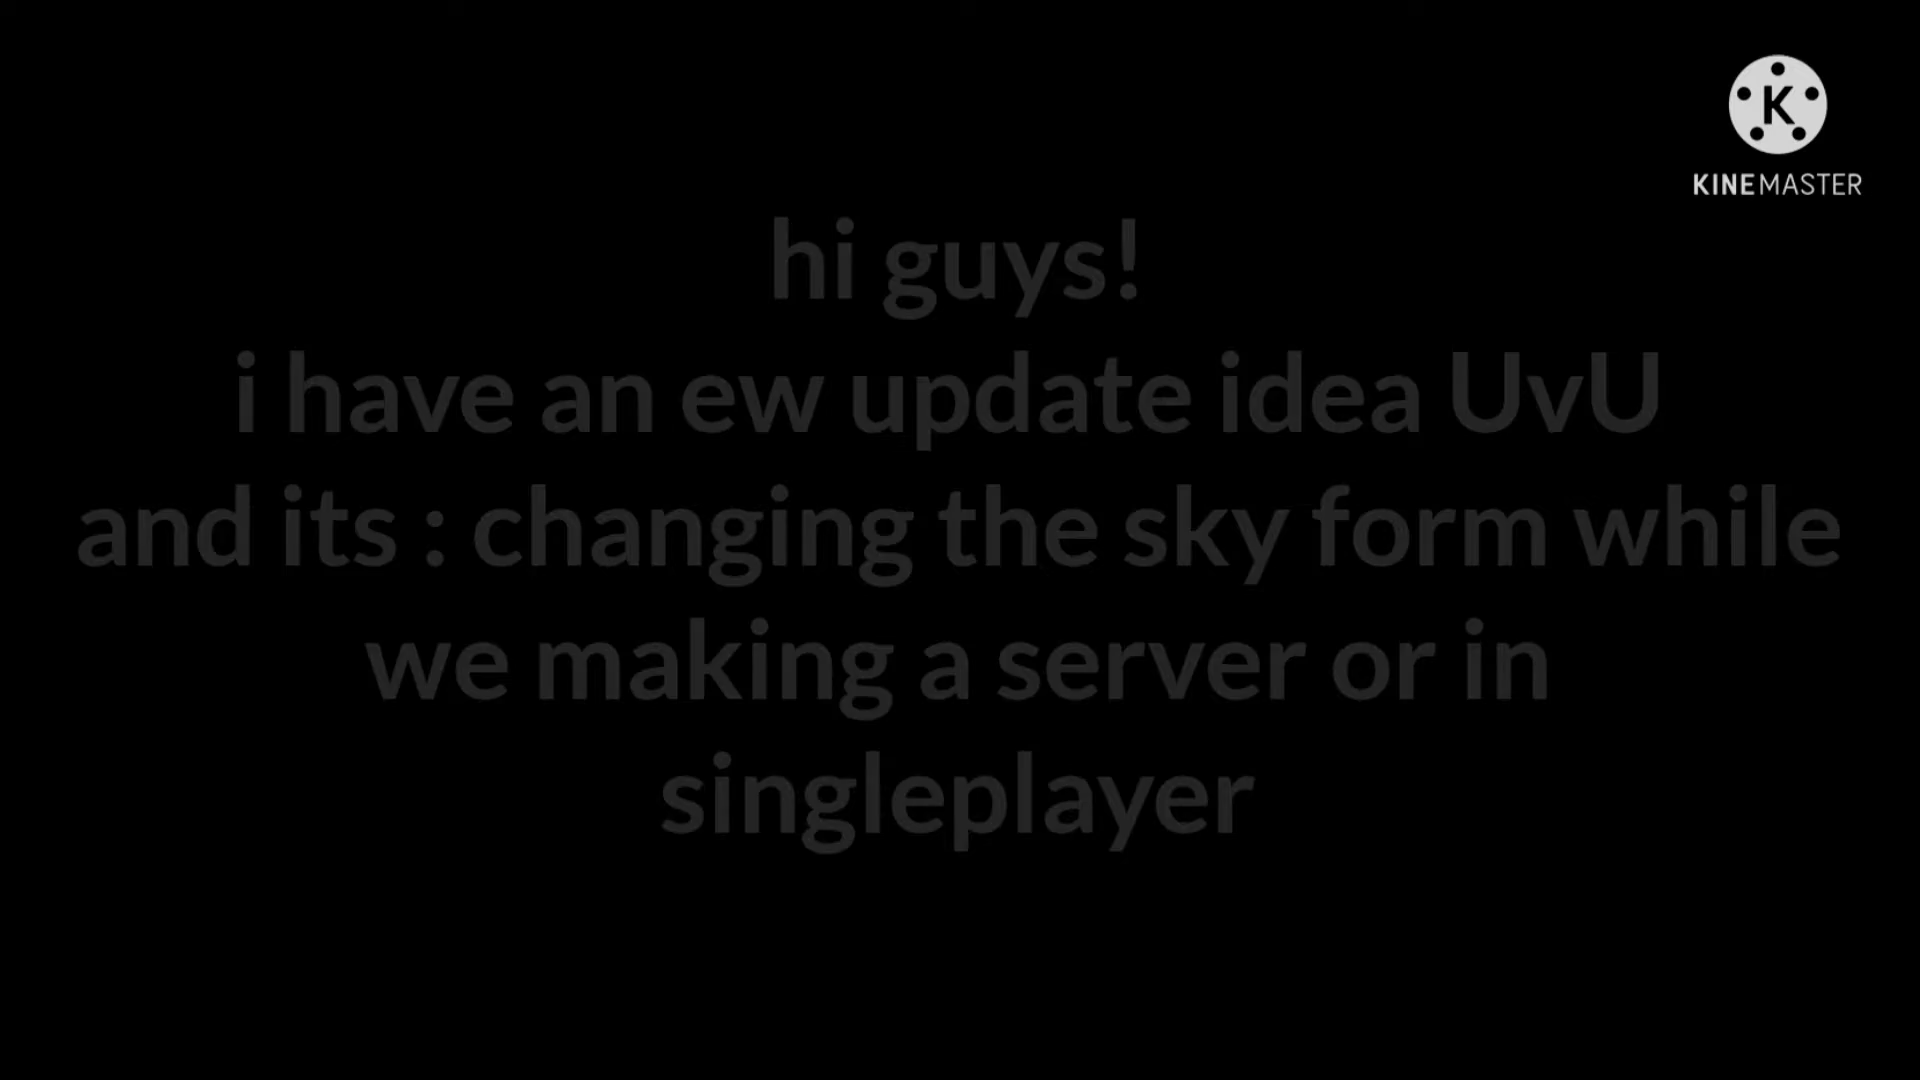 K
KINEMASTER
hi guys!
i have an ew update idea UvU
and its : changing the sky form while
we making a server or in
singleplayer